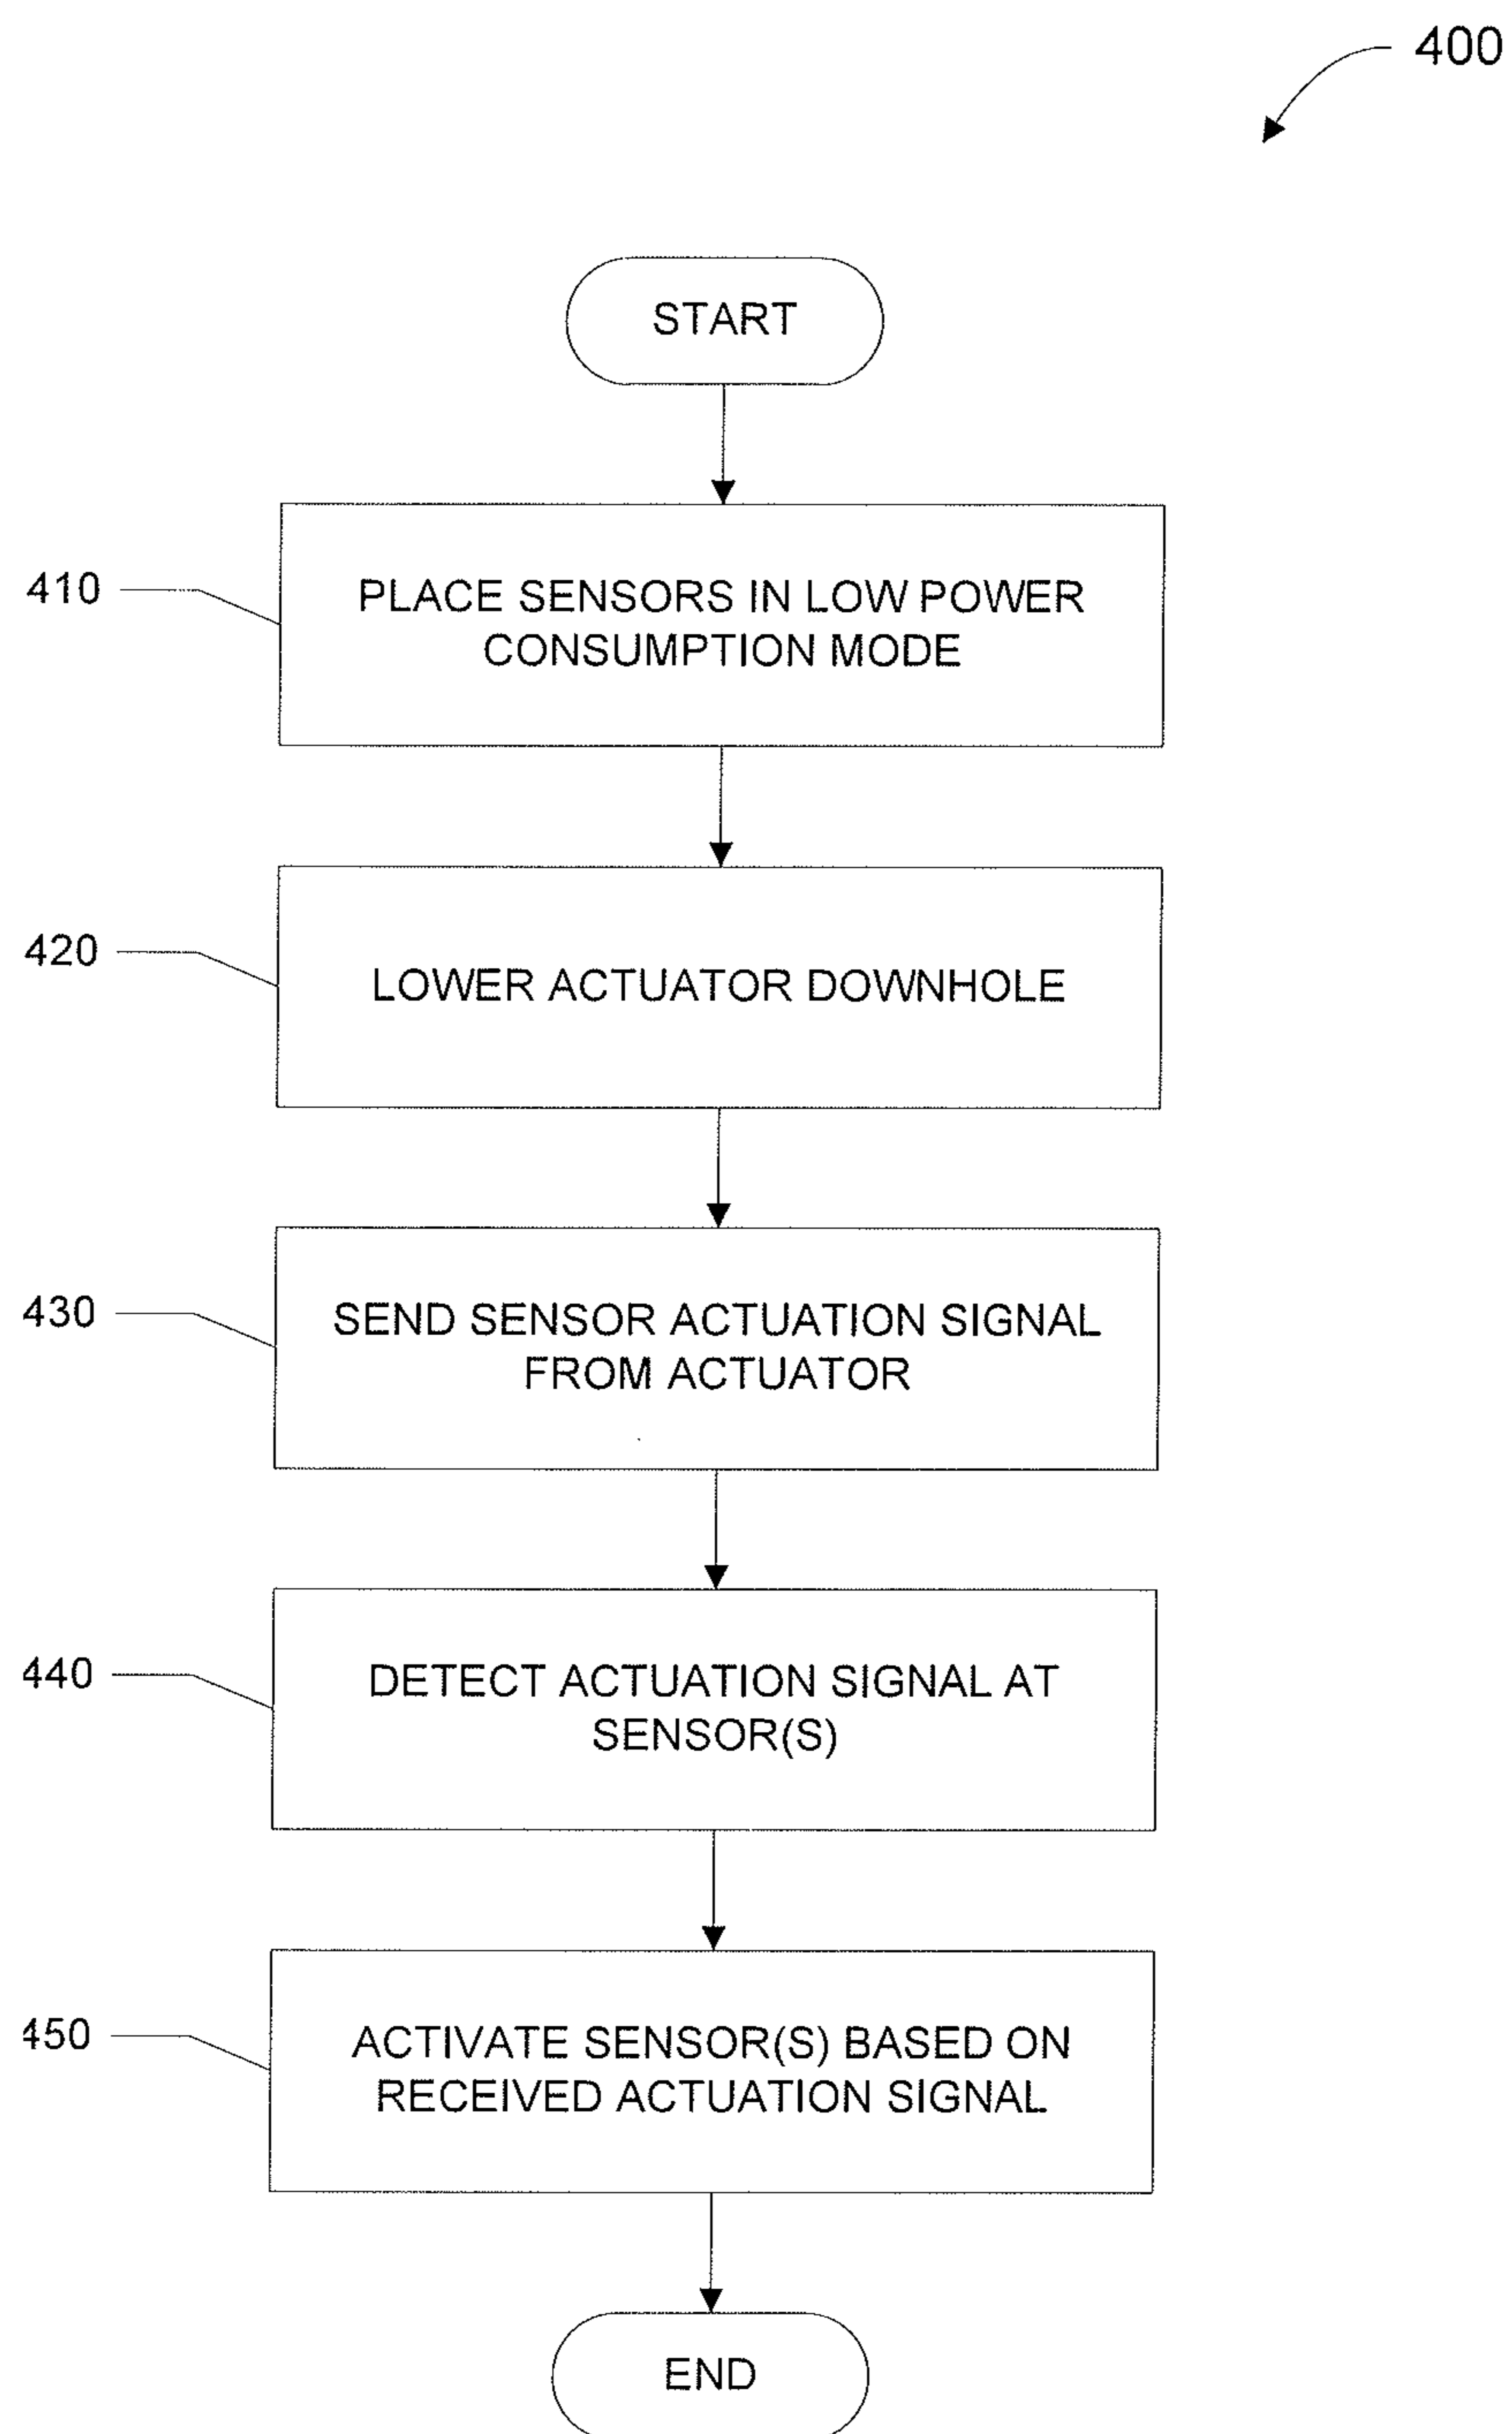 400
START
410
PLACE SENSORS IN LOW POWER
CONSUMPTION MODE
420
LOWER ACTUATOR DOWNHOLE
430
SEND SENSOR ACTUATION SIGNAL
FROM ACTUATOR
440
DETECT ACTUATION SIGNAL AT
SENSOR(S)
450
ACTIVATE SENSOR(S) BASED ON
RECEIVED ACTUATION SIGNAL
END